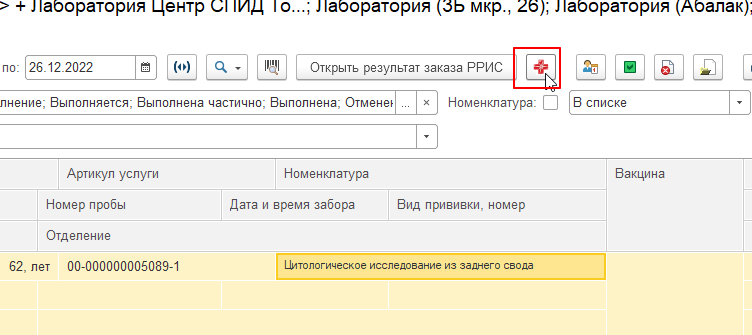 > + Лаборатория Центр СПИД То...; Лаборатория (ЗБ мкр., 26); Лаборатория (Абалак);
по: 26.12.2022 Открыть результат заказа РРИС
лнение; Выполняется; Выполнена частично; Выполнена; Отменен ... × Номенклатура: В списке
Артикул услуги Номенклатура Вакцина
Номер пробы Дата и время забора Вид прививки, номер
Отделение
62, лет 00-000000005089-1 Цитологическое исследование из заднего свода